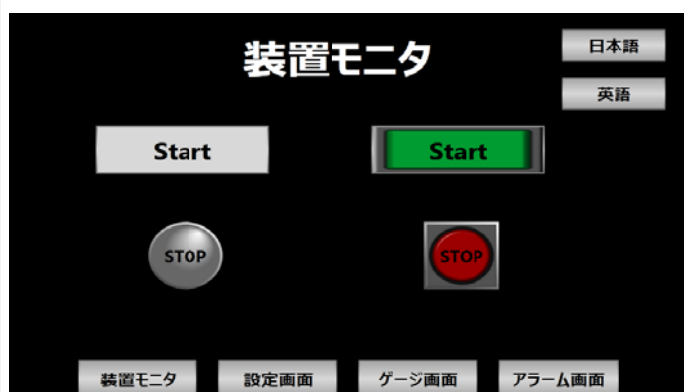 装置モニタ
日本語
英語
Start
Start
STOP
STOP
装置モニタ
設定画面
ゲージ画面
アラーム画面